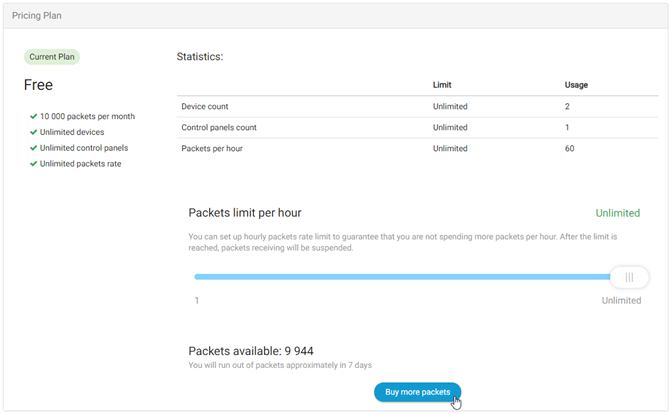 Pricing Plan
Current Plan
Free
10 000 packets per month
Unlimited devices
Unlimited control panels
Unlimited packets rate
Statistics:
Limit Usage
Device count Unlimited 2
Control panels count Unlimited 1
Packets per hour Unlimited 60
Packets limit per hour Unlimited
You can set up hourly packets rate limit to guarantee that you are not spending more packets per hour. After the limit is
reached, packets receiving will be suspended.
1 Unlimited
Packets available: 9 944
You will run out of packets approximately in 7 days
Buy more packets